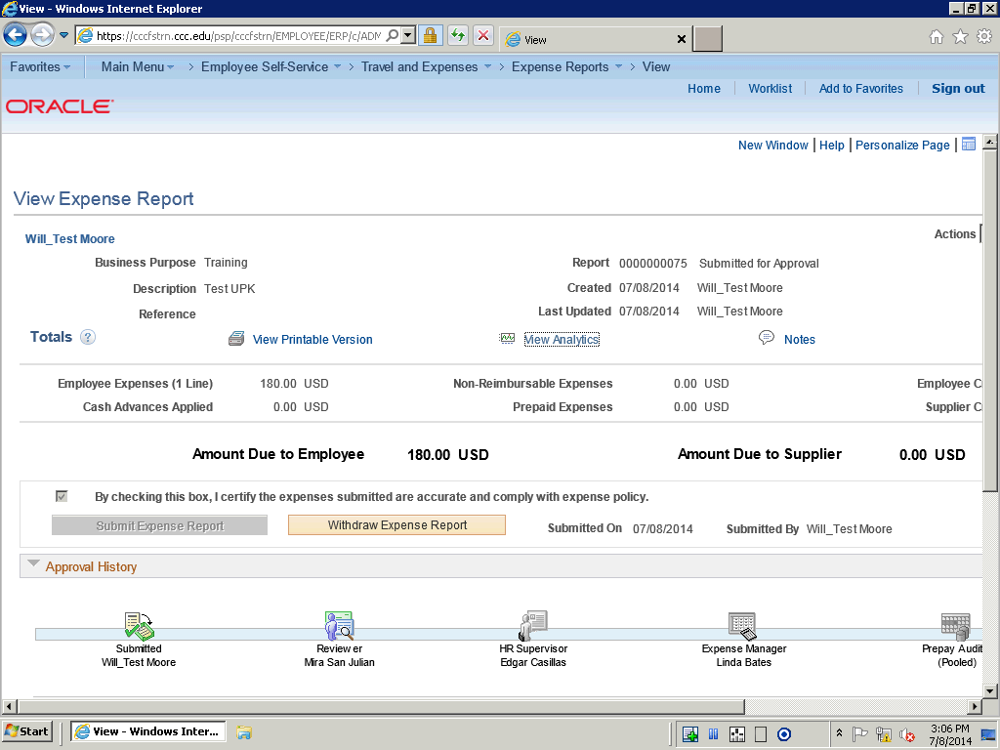 View - Windows Internet Explorer
https://cccfstrn.ccc.edu/psp/cccfstrn/EMPLOYEE/ERP/c/ADM
View
Favorites Main Menu > Employee Self-Service > Travel and Expenses > Expense Reports > View
Home Worklist Add to Favorites Sign out
ORACLE
New Window | Help | Personalize Page |
View Expense Report
Will_Test Moore Actions
Business Purpose Training Report 0000000075 Submitted for Approval
Description Test UPK Created 07/08/2014 Will_Test Moore
Reference Last Updated 07/08/2014 Will_Test Moore
Totals ? View Printable Version View Analytics Notes
Employee Expenses (1 Line) 180.00 USD Non-Reimbursable Expenses 0.00 USD Employee C
Cash Advances Applied 0.00 USD Prepaid Expenses 0.00 USD Supplier C
Amount Due to Employee 180.00 USD Amount Due to Supplier 0.00 USD
By checking this box, I certify the expenses submitted are accurate and comply with expense policy.
Submit Expense Report Withdraw Expense Report Submitted On 07/08/2014 Submitted By Will_Test Moore
Approval History
Submitted Reviewer HR Supervisor Expense Manager Prepay Audit
Will_Test Moore Mira San Julian Edgar Casillas Linda Bates (Pooled)
Start View - Windows Inter... 3:06 PM
7/8/2014